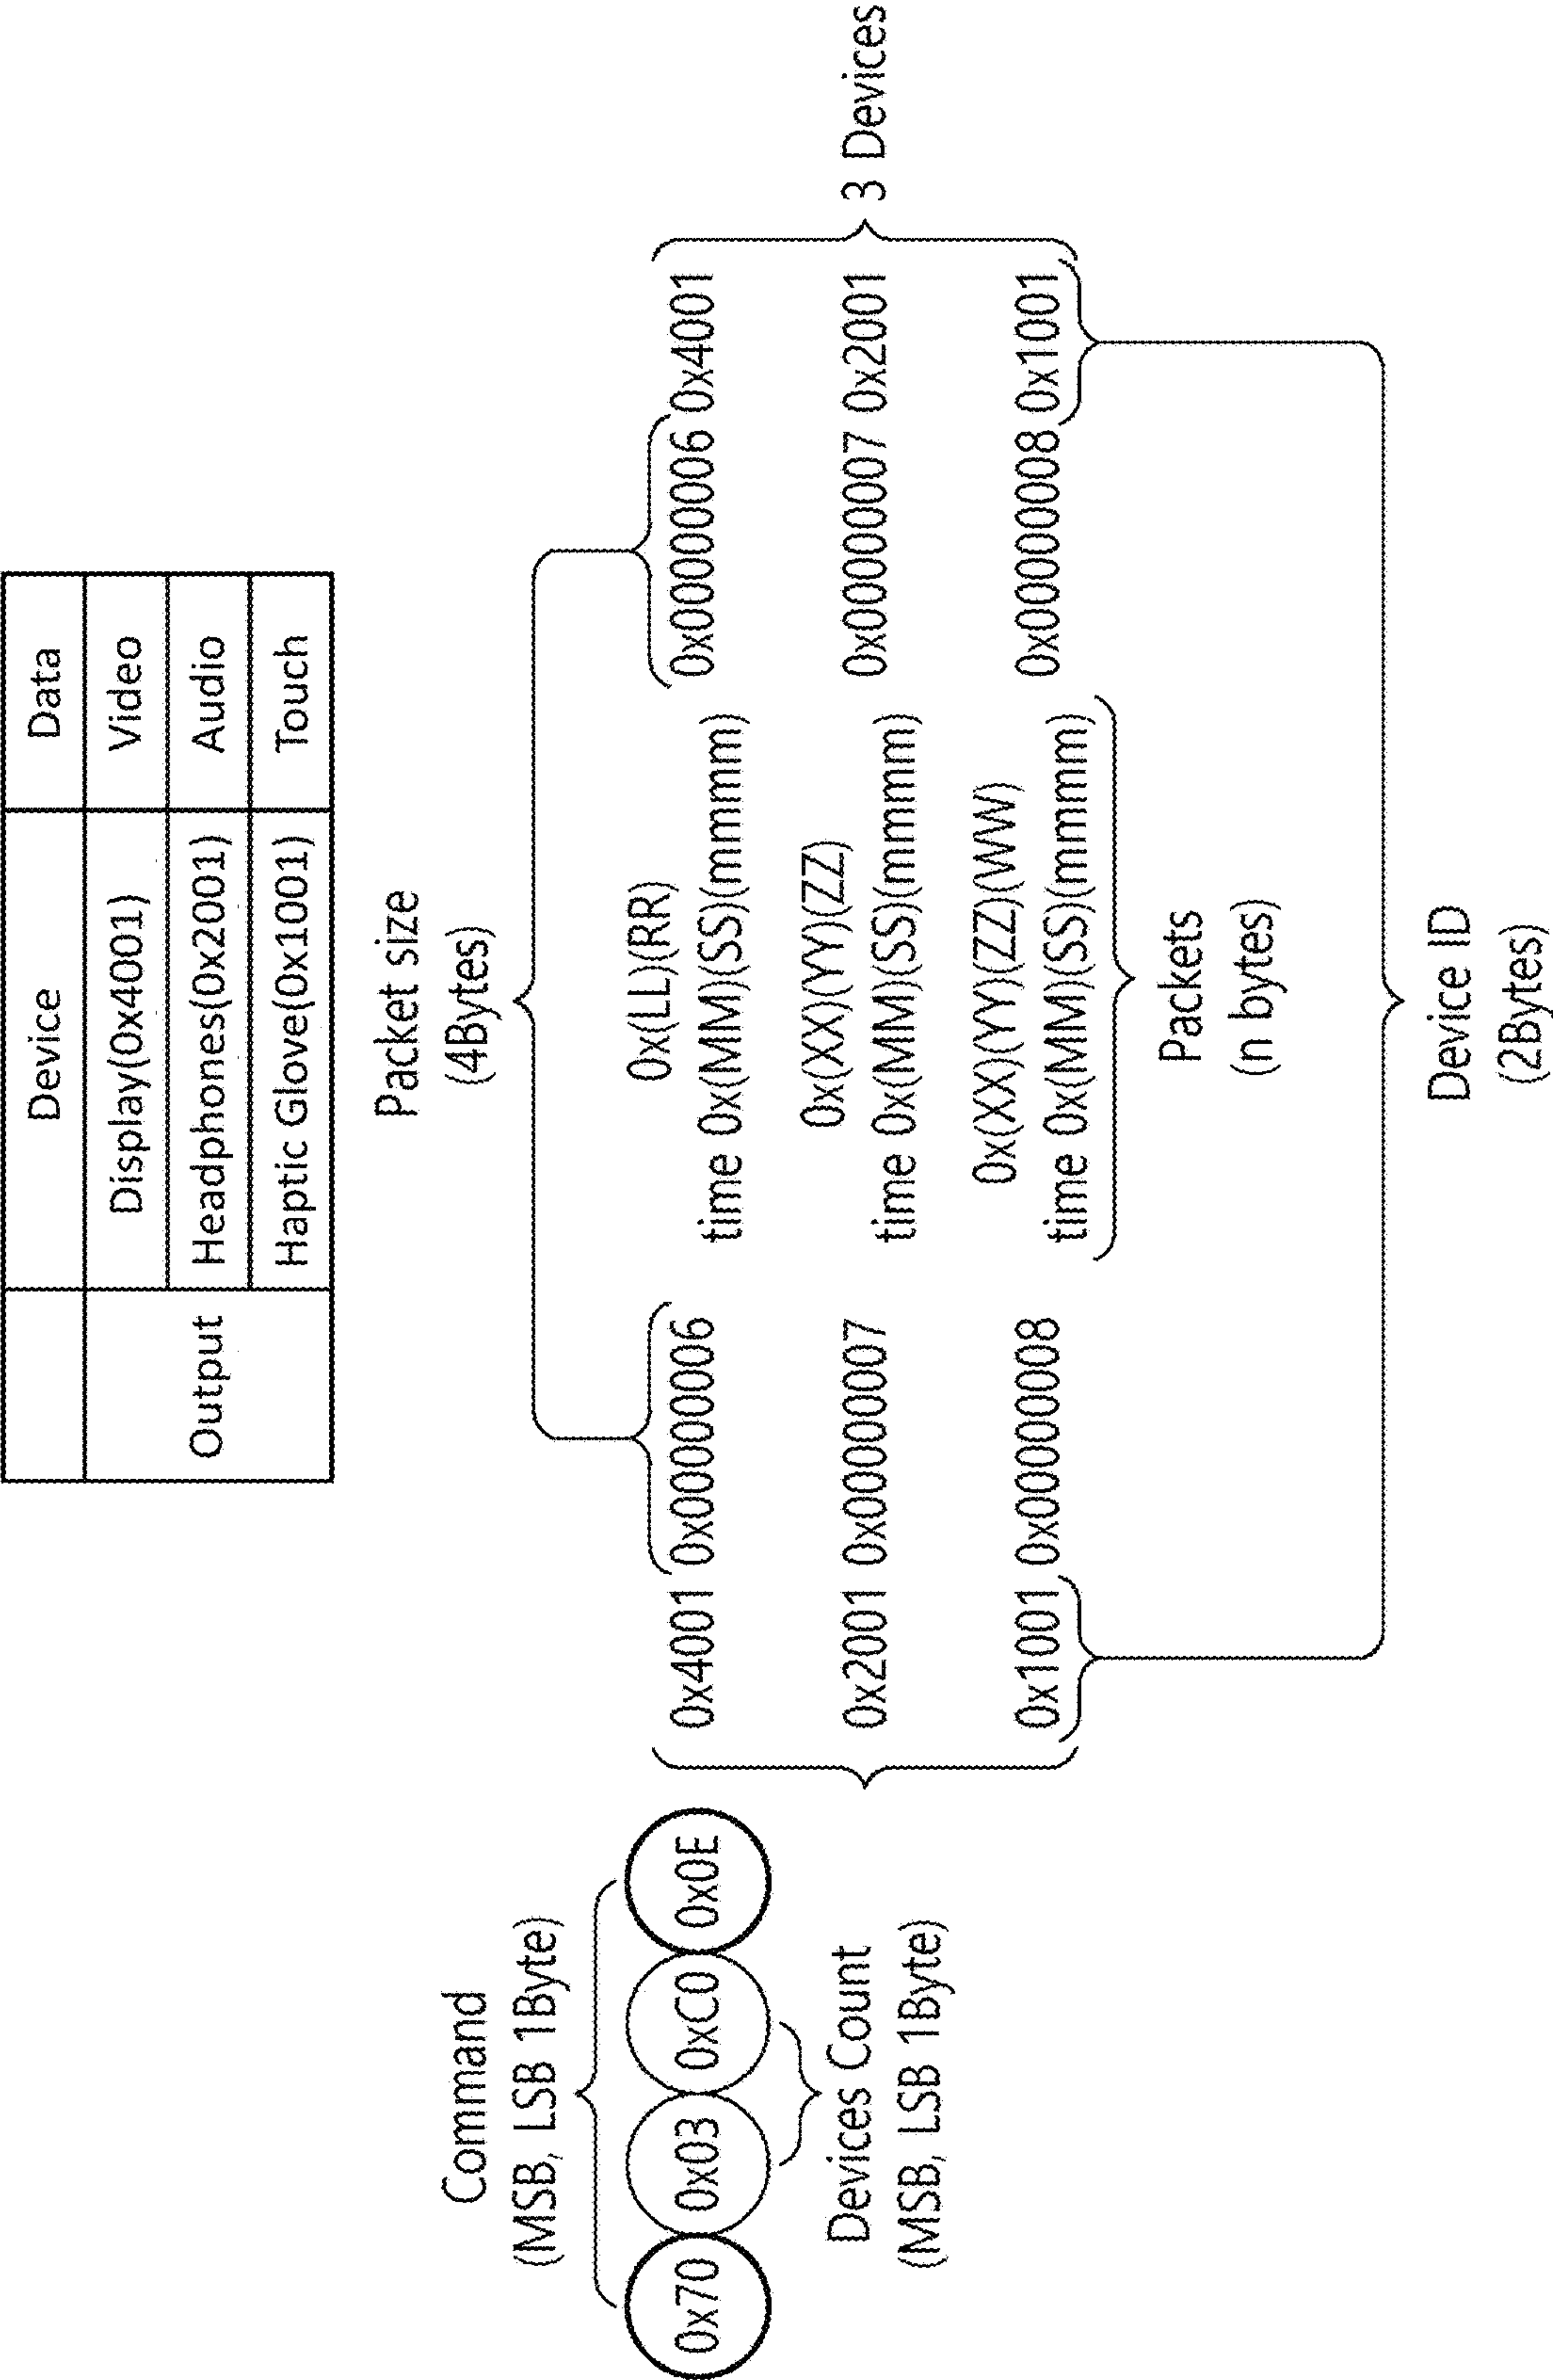 Device Data
Output Display(0x4001) Video
Headphones(0x2001) Audio
Haptic Glove(0x1001) Touch
Packet size
(4Bytes)
Command
(MSB, LSB 1Byte)
0x70 0x03 0xC0 0x0E
Devices Count
(MSB, LSB 1Byte)
0x(LL)(RR)
0x4001 0x00000006 time 0x(MM)(SS)(mmmm) 0x00000006 0x4001
0x(XX)(YY)(ZZ)
0x2001 0x00000007 time 0x(MM)(SS)(mmmm) 0x00000007 0x2001
0x(XX)(YY)(ZZ)(WW)
0x1001 0x00000008 time 0x(MM)(SS)(mmmm) 0x00000008 0x1001
3 Devices
Packets
(n bytes)
Device ID
(2Bytes)